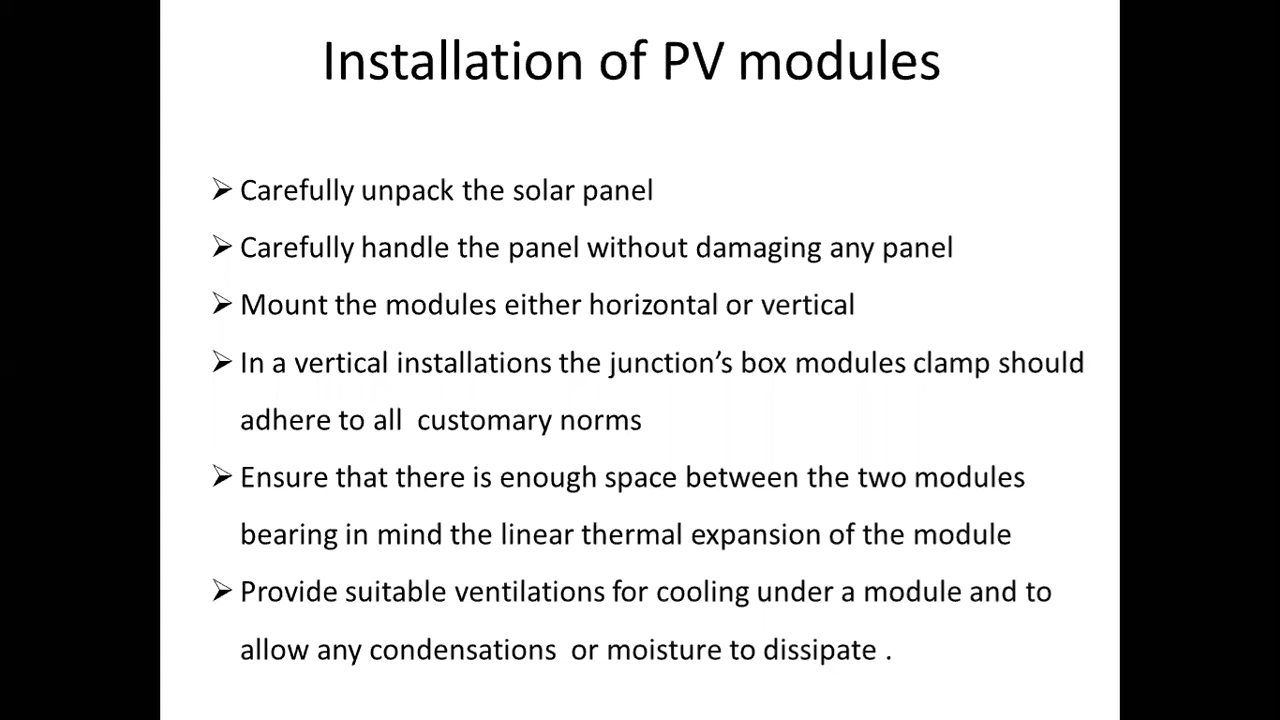 Installation of PV modules
➢ Carefully unpack the solar panel
➢ Carefully handle the panel without damaging any panel
➢ Mount the modules either horizontal or vertical
➢ In a vertical installations the junction’s box modules clamp should
adhere to all  customary norms
➢ Ensure that there is enough space between the two modules
bearing in mind the linear thermal expansion of the module
➢ Provide suitable ventilations for cooling under a module and to
allow any condensations  or moisture to dissipate .